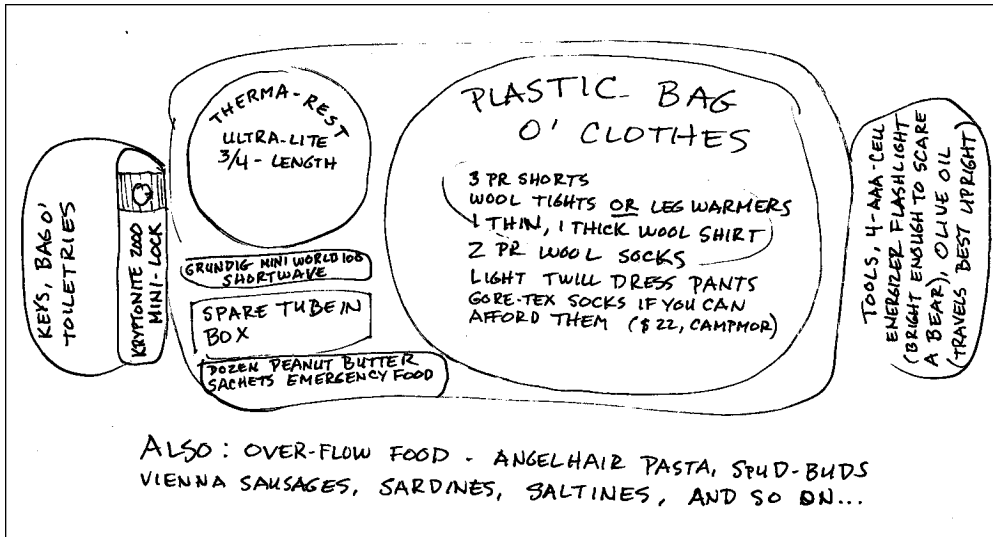 KEYS, BAG O'
TOILETRIES
KRYPTONITE 2000
MINI-LOCK
THERMA-REST
ULTRA-LITE
3/4-LENGTH
GRUNDIG MINI WORLD 100
SHORTWAVE
SPARE TUBE IN
BOX
DOZEN PEANUT BUTTER
SACHETS EMERGENCY FOOD
PLASTIC BAG
O' CLOTHES
3 PR SHORTS
WOOL TIGHTS OR LEG WARMERS
1 THIN, 1 THICK WOOL SHIRT
2 PR WOOL SOCKS
LIGHT TWILL DRESS PANTS
GORE-TEX SOCKS IF YOU CAN
AFFORD THEM ($22, CAMPMOR)
TOOLS, 4-AAA-CELL
ENERGIZER FLASHLIGHT
(BRIGHT ENOUGH TO SCARE
A BEAR), OLIVE OIL
(TRAVELS BEST UPRIGHT)
ALSO: OVER-FLOW FOOD - ANGELHAIR PASTA, SPUD-BUDS
VIENNA SAUSAGES, SARDINES, SALTINES, AND SO ON...